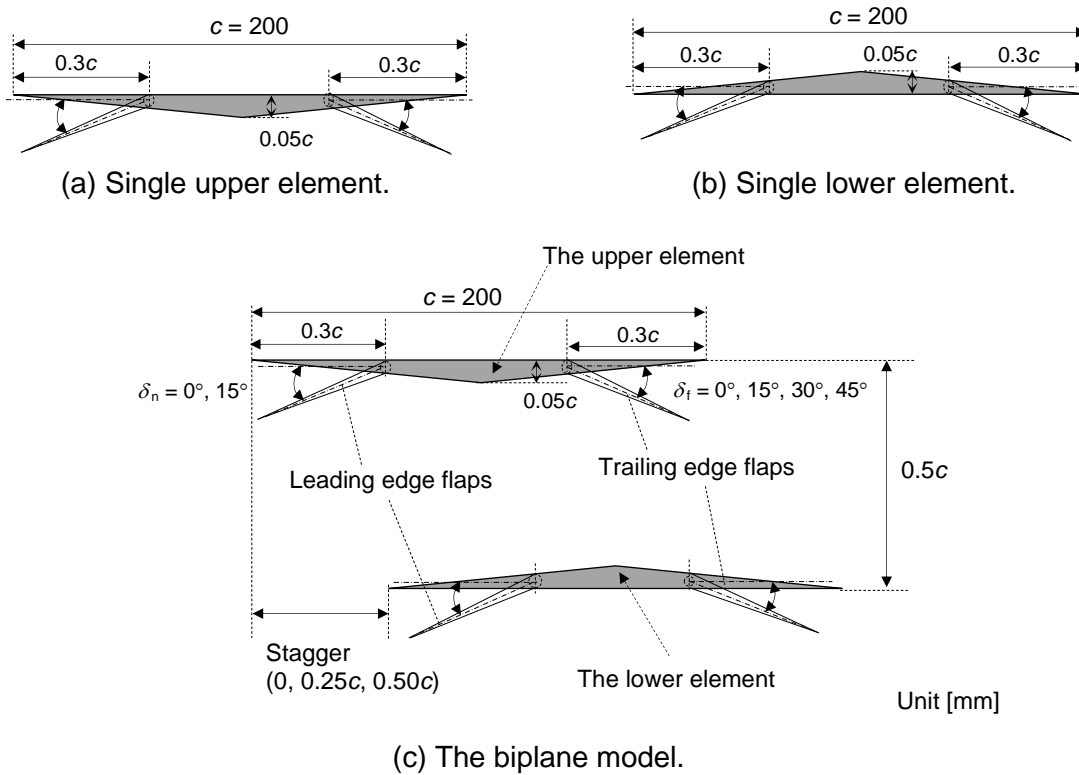 c = 200
0.3c
0.3c
0.05c
(a) Single upper element.
c = 200
0.3c
0.05c
0.3c
(b) Single lower element.
The upper element
c = 200
0.3c
0.3c
δn = 0°, 15°
0.05c
δf = 0°, 15°, 30°, 45°
Leading edge flaps
Trailing edge flaps
0.5c
Stagger
(0, 0.25c, 0.50c)
The lower element
Unit [mm]
(c) The biplane model.